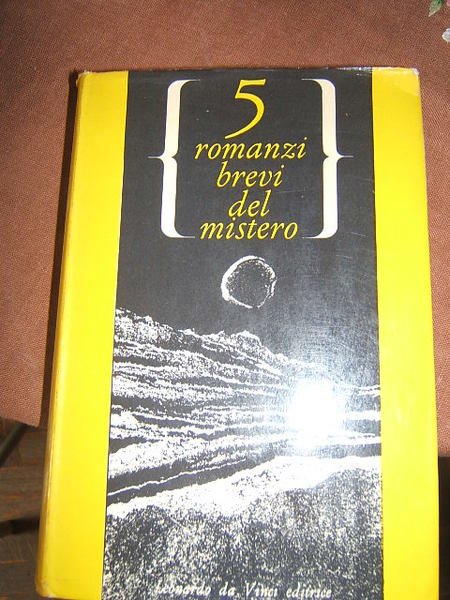 5
romanzi
brevi
del
mistero
Leonardo da Vinci editrice